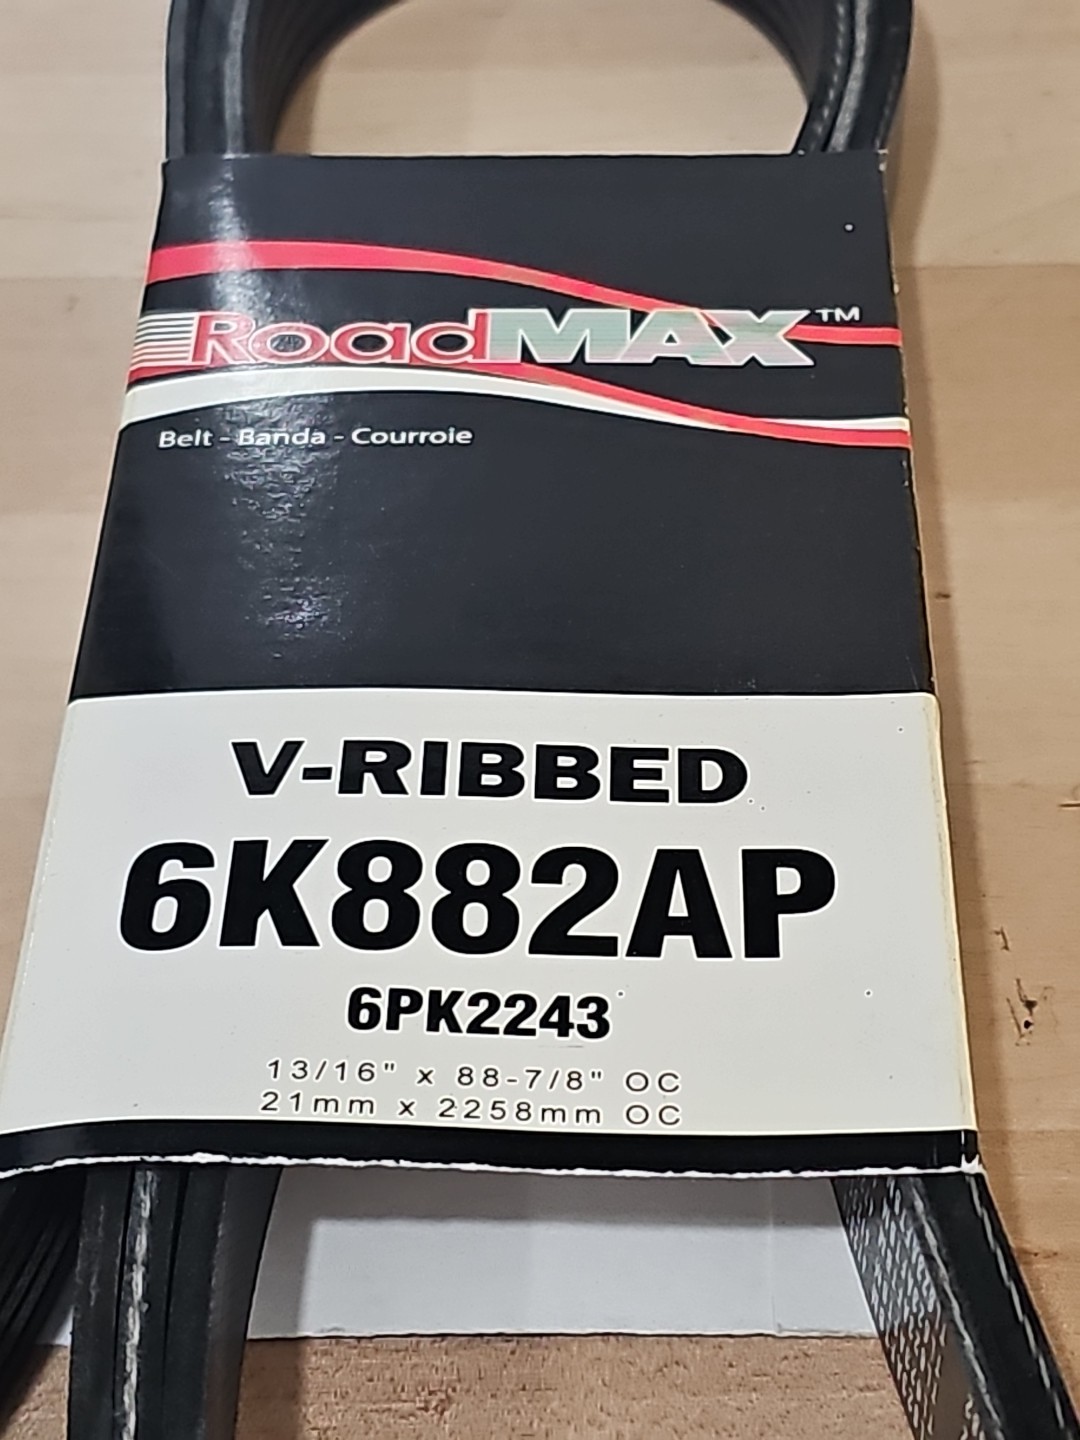 RoadMAX™
Belt - Banda - Courroie
V-RIBBED
6K882AP
6PK2243
13/16" x 88-7/8" OC
21mm x 2258mm OC